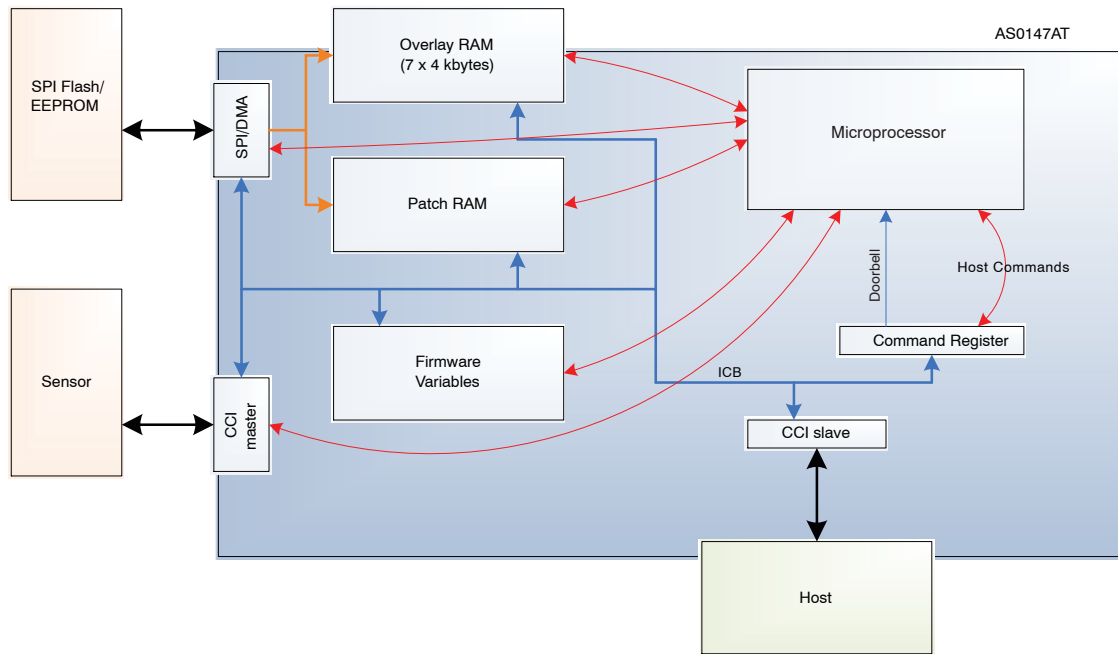 AS0147AT
Overlay RAM
(7 x 4 kbytes)
SPI Flash/
EEPROM
SPI/DMA
Microprocessor
Patch RAM
Doorbell
Host Commands
Sensor
Firmware
Variables
Command Register
ICB
CCI
master
CCI slave
Host